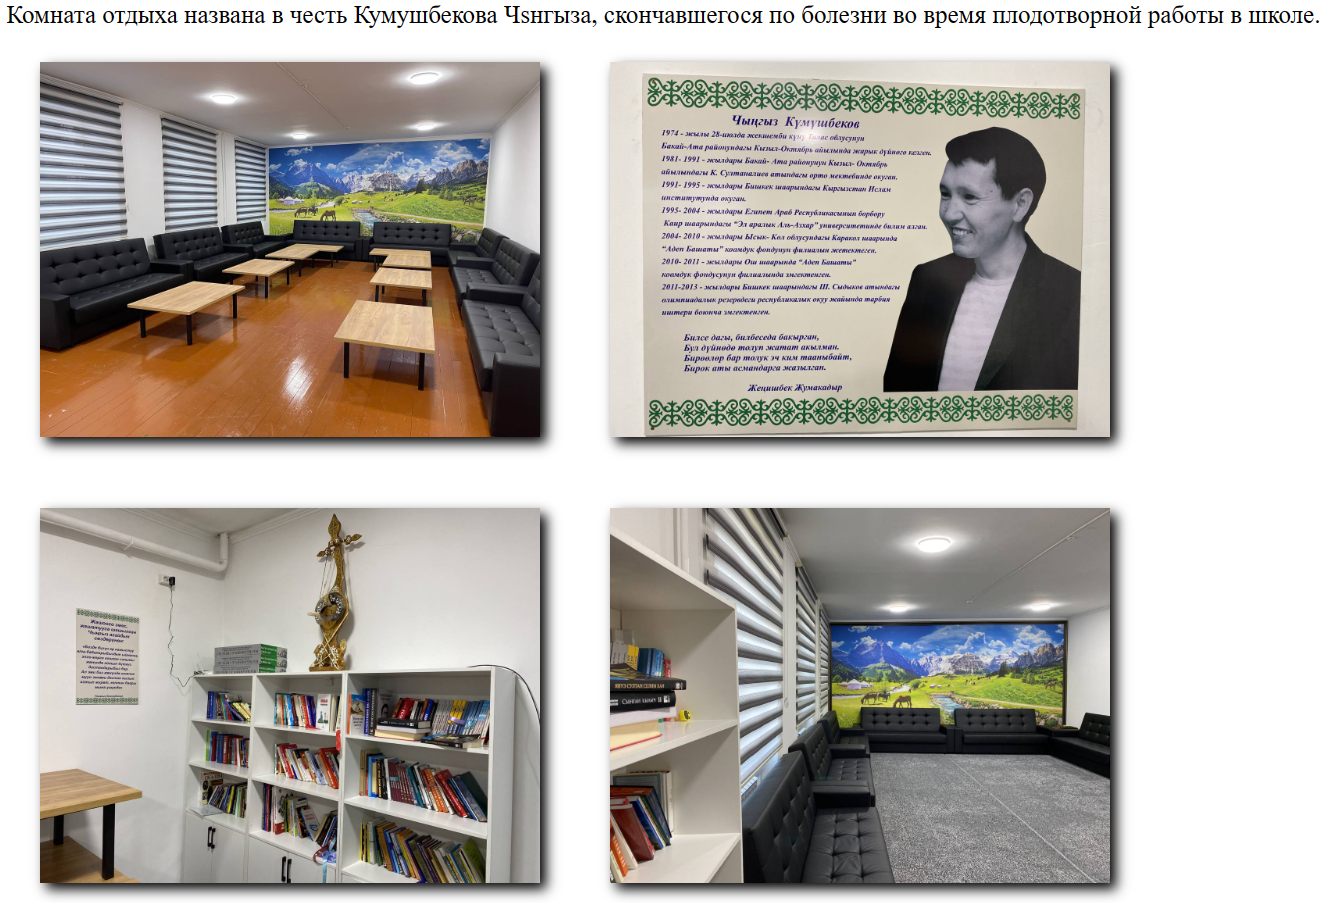 Комната отдыха названа в честь Кумушбекова Чsнгыза, скончавшегося по болезни во время плодотворной работы в школе.
Чыңгыз Күмүшбеков
1974 - жылы 28-июлда жекшемби күнү Талас облусунун
Бакай-Ата районундагы Кызыл-Октябрь айылында жарык дүйнөгө келген.
1981- 1991 - жылдары Бакай- Ата районунун Кызыл- Октябрь
айылындагы К. Султаналиев атындагы орто мектебинде окуган.
1991- 1995 - жылдары Бишкек шаарындагы Кыргызстан Ислам
институтунда окуган.
1995- 2004 - жылдары Египет Араб Республикасынын борбору
Каир шаарындагы “Эл аралык Аль-Азхар” университетинде билим алган.
2004- 2010 - жылдары Ысык- Көл облусундагы Каракол шаарында
“Адеп Башаты” коомдук фондунун филиалын жетектеген.
2010- 2011 - жылдары Ош шаарында “Адеп Башаты”
коомдук фондусунун филиалында эмгектенген.
2011-2013 - жылдары Бишкек шаарындагы Ш. Сыдыков атындагы
олимпиадалык резервдеги республикалык окуу жайында тарбия
иштери боюнча эмгектенген.
Билсе дагы, билбеседа бакырган,
Бул дүйнөдө толуп жатат акылман.
Бирөөлөр бар толук эч ким тааныбайт,
Бирок аты асмандарга жазылган.
Жеңишбек Жумакадыр